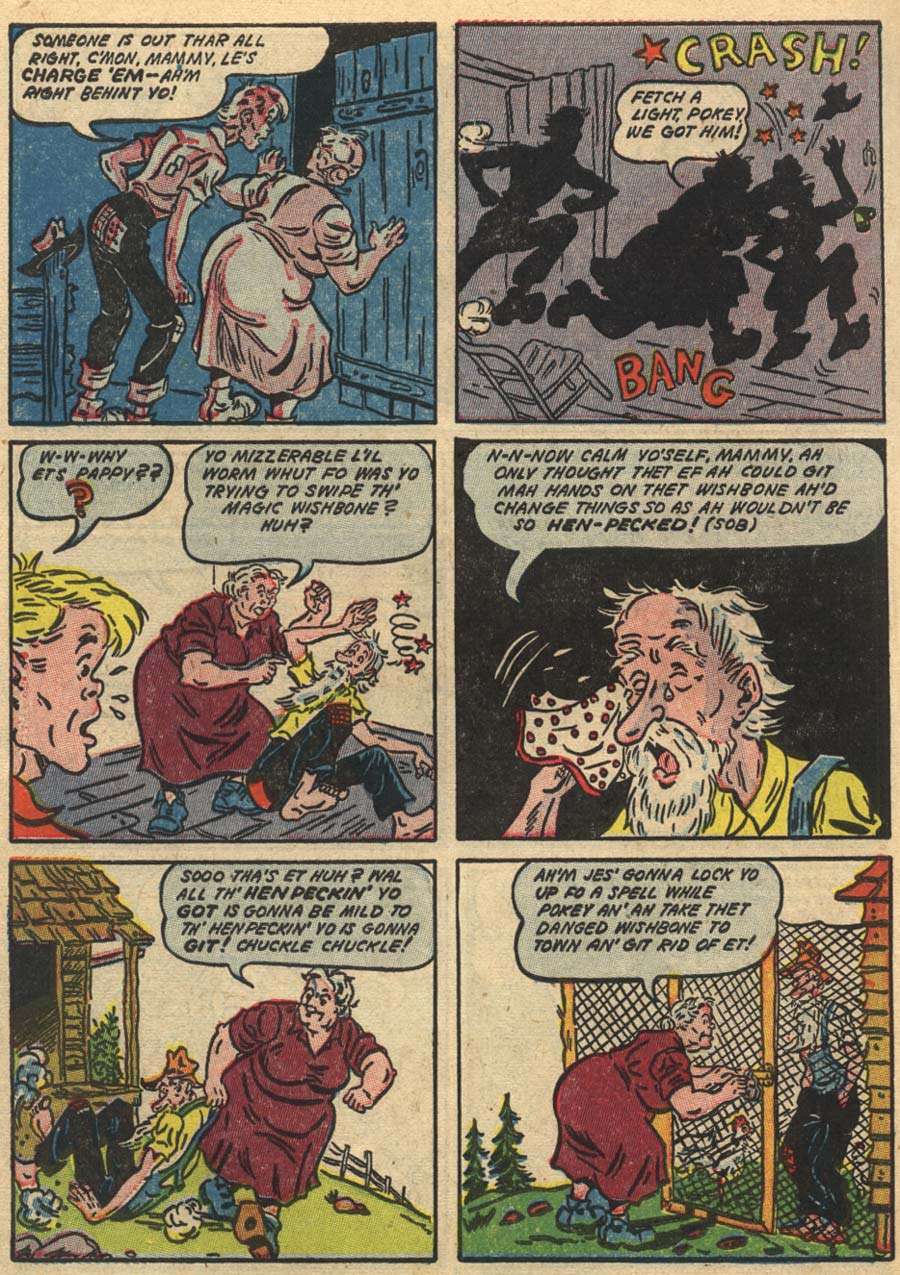 SOMEONE IS OUT THAR ALL
RIGHT, C'MON, MAMMY, LE'S
CHARGE 'EM—AH'M
RIGHT BEHINT YO!
CRASH!
FETCH A
LIGHT, POKEY,
WE GOT HIM!
BANG
W-W-WHY
ETS PAPPY??
?
YO MIZZERABLE L'IL
WORM WHUT FO WAS YO
TRYING TO SWIPE TH'
MAGIC WISHBONE?
HUH?
N-N-NOW CALM YO'SELF, MAMMY, AH
ONLY THOUGHT THET EF AH COULD GIT
MAH HANDS ON THET WISHBONE AH'D
CHANGE THINGS SO AS AH WOULDN'T BE
SO HEN-PECKED! (SOB)
SOOO THA'S ET HUH? WAL
ALL TH' HEN PECKIN' YO
GOT IS GONNA BE MILD TO
TH' HENPECKIN' YO IS GONNA
GIT! CHUCKLE CHUCKLE!
AH'M JES' GONNA LOCK YO
UP FO A SPELL WHILE
POKEY AN' AH TAKE THET
DANGED WISHBONE TO
TOWN AN' GIT RID OF ET!